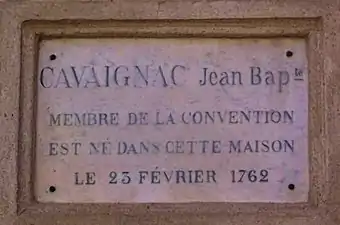 CAVAIGNAC Jean Bapte
MEMBRE DE LA CONVENTION
EST NÉ DANS CETTE MAISON
LE 23 FÉVRIER 1762